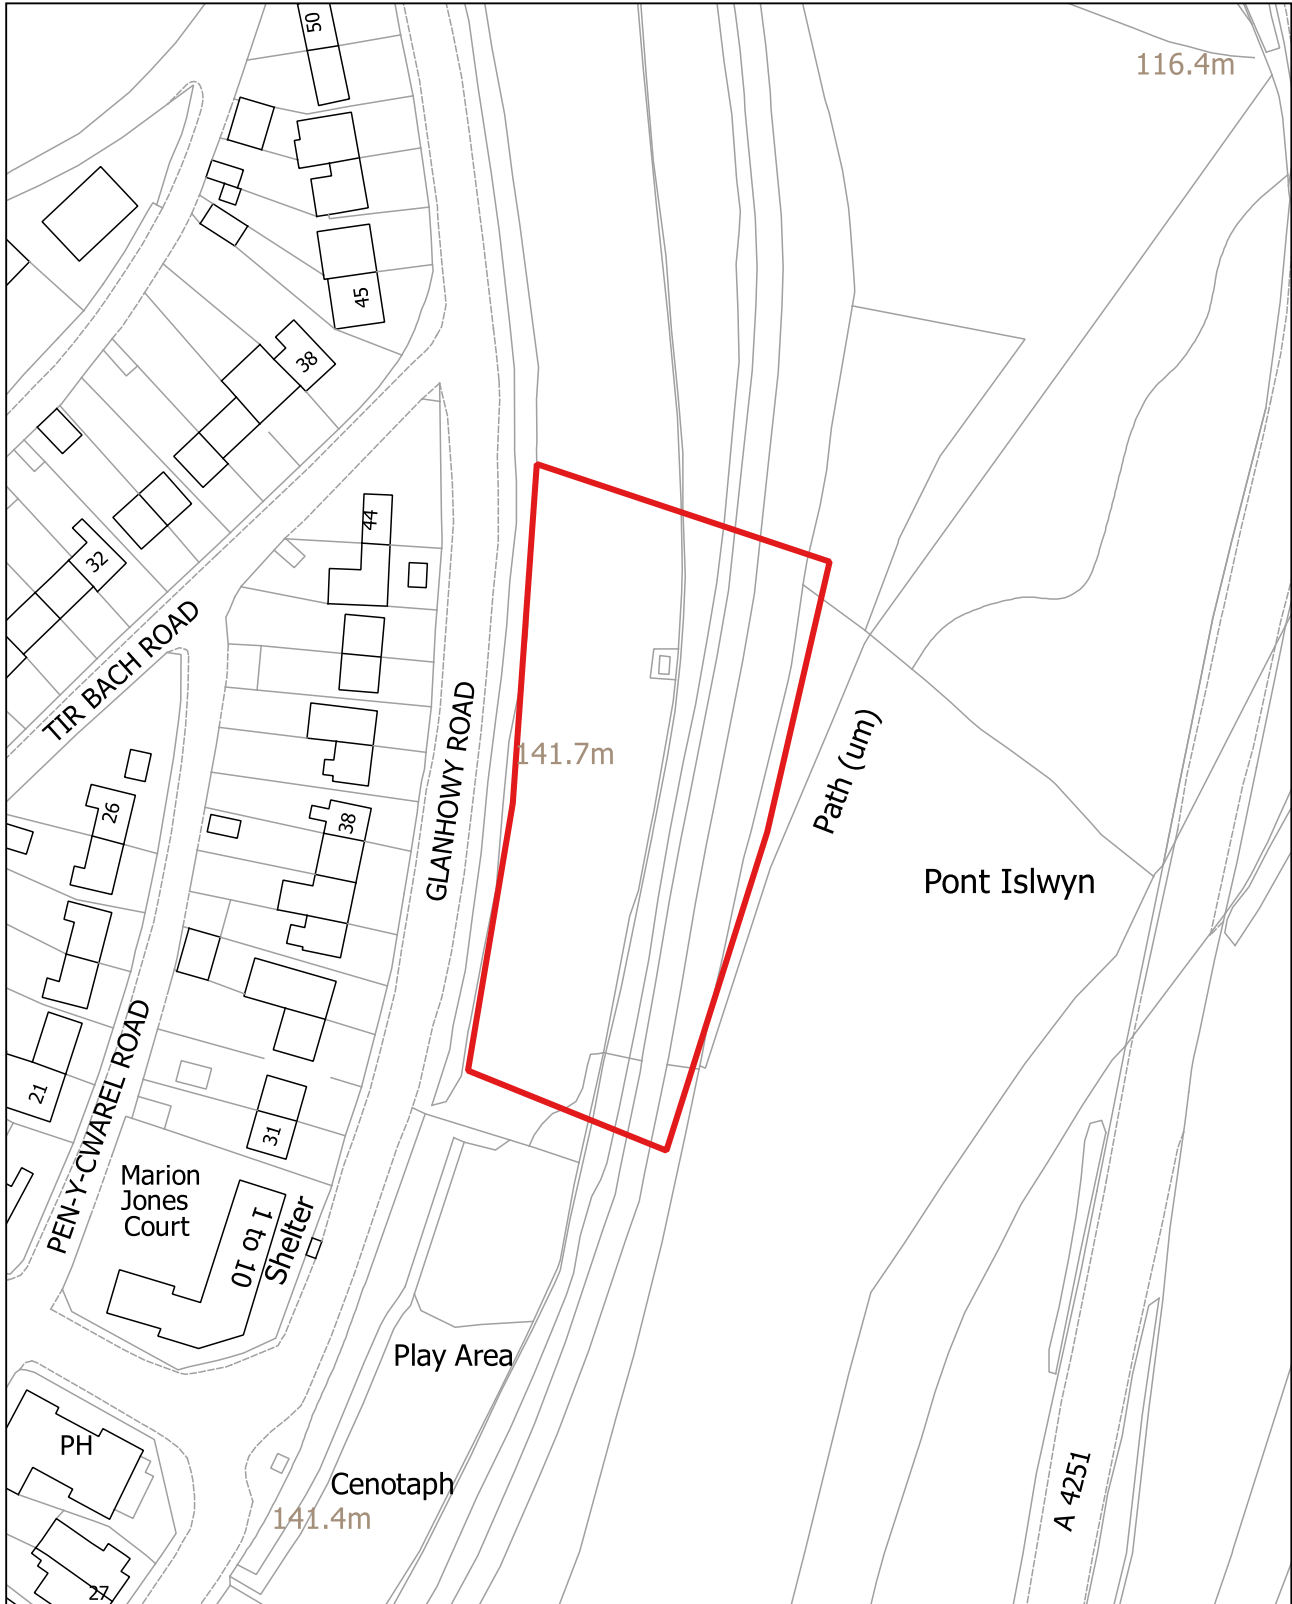 50
116.4m
45
38
44
32
TIR BACH ROAD
141.7m
GLANHOWY ROAD
Path (um)
26
38
Pont Islwyn
PEN-Y-CWAREL ROAD
21
31
Marion
Jones
Court
1 to 10
Shelter
Play Area
PH
Cenotaph
141.4m
A 4251
27